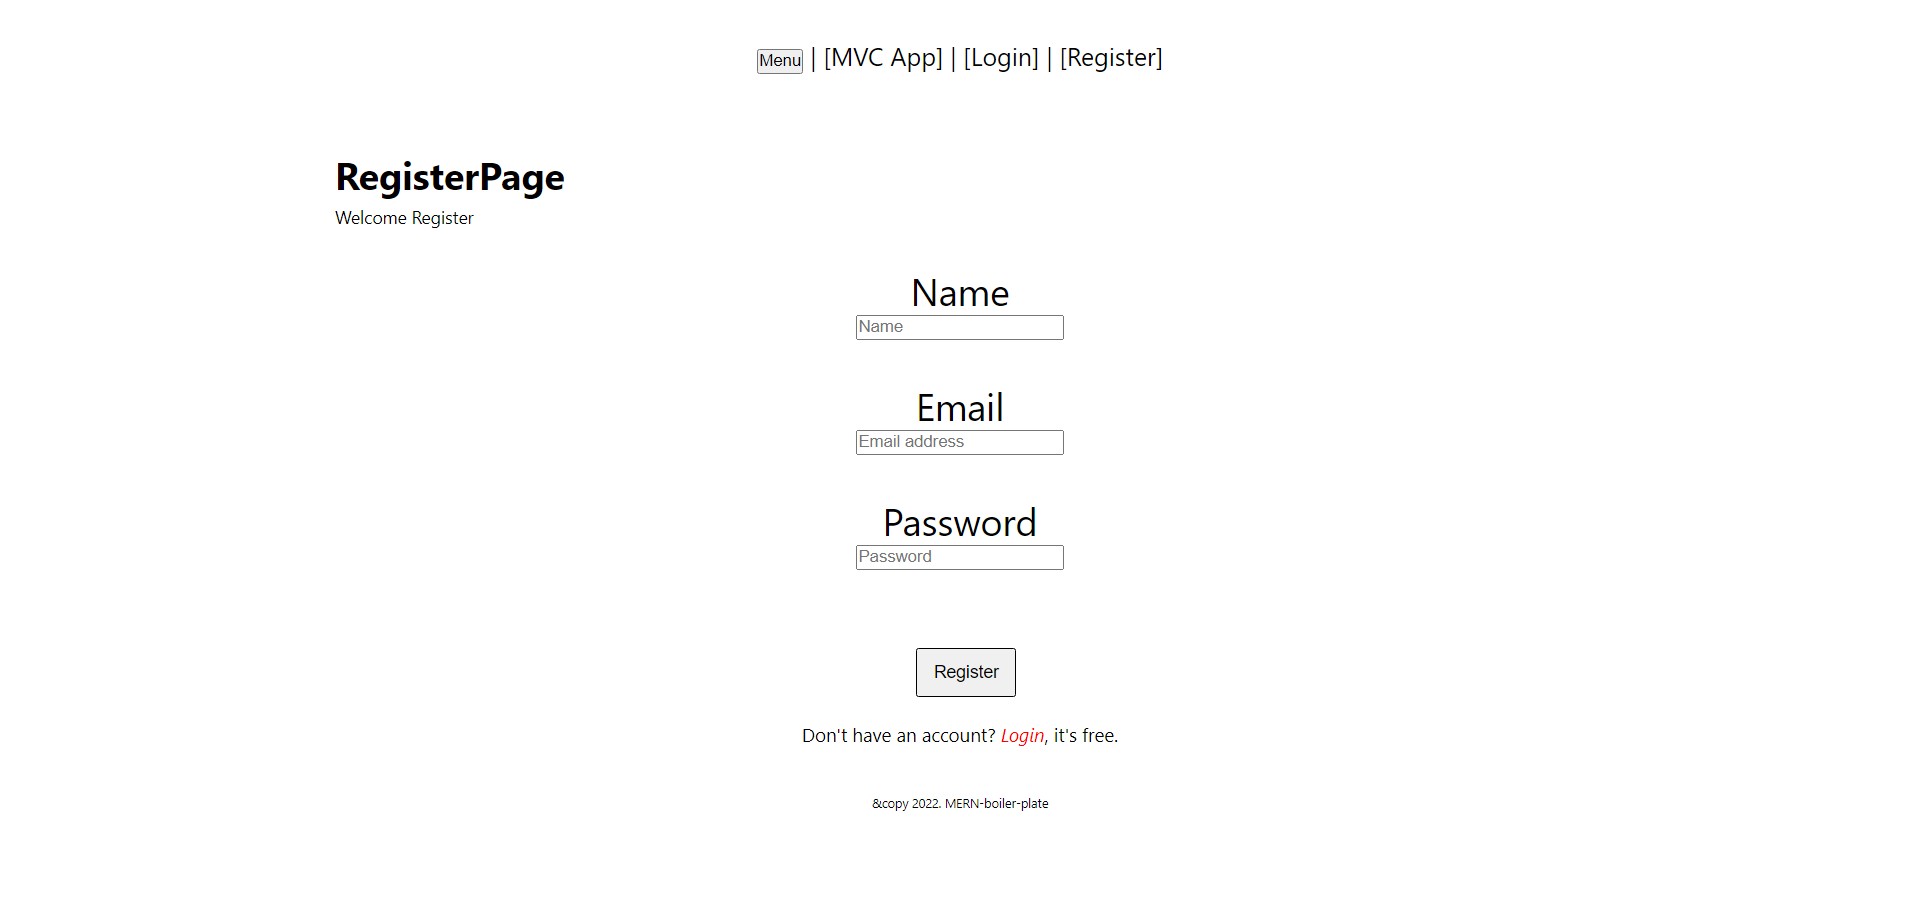 Menu | [MVC App] | [Login] | [Register]
RegisterPage
Welcome Register
Name
Name
Email
Email address
Password
Password
Register
Don't have an account? Login, it's free.
&copy 2022. MERN-boiler-plate